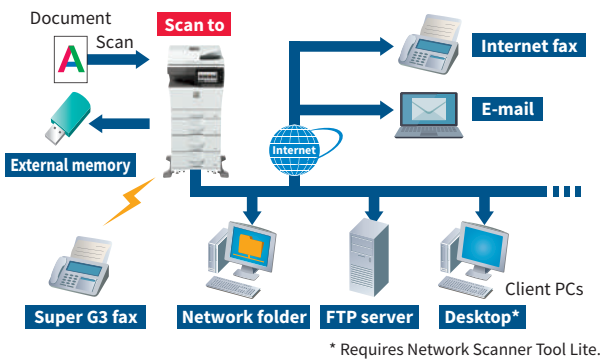 Document
Scan to
Scan
A
Internet fax
E-mail
Internet
External memory
Client PCs
Super G3 fax
Network folder
FTP server
Desktop*
* Requires Network Scanner Tool Lite.